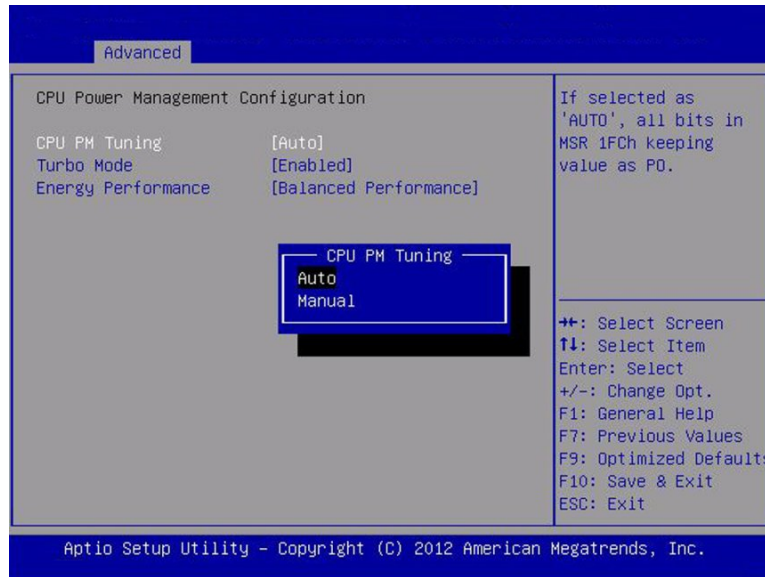 Advanced
CPU Power Management Configuration
CPU PM Tuning [Auto]
Turbo Mode [Enabled]
Energy Performance [Balanced Performance]
CPU PM Tuning
Auto
Manual
If selected as
'AUTO', all bits in
MSR 1FCh keeping
value as PO.
→←: Select Screen
↑↓: Select Item
Enter: Select
+/-: Change Opt.
F1: General Help
F7: Previous Values
F9: Optimized Default
F10: Save & Exit
ESC: Exit
Aptio Setup Utility – Copyright (C) 2012 American Megatrends, Inc.